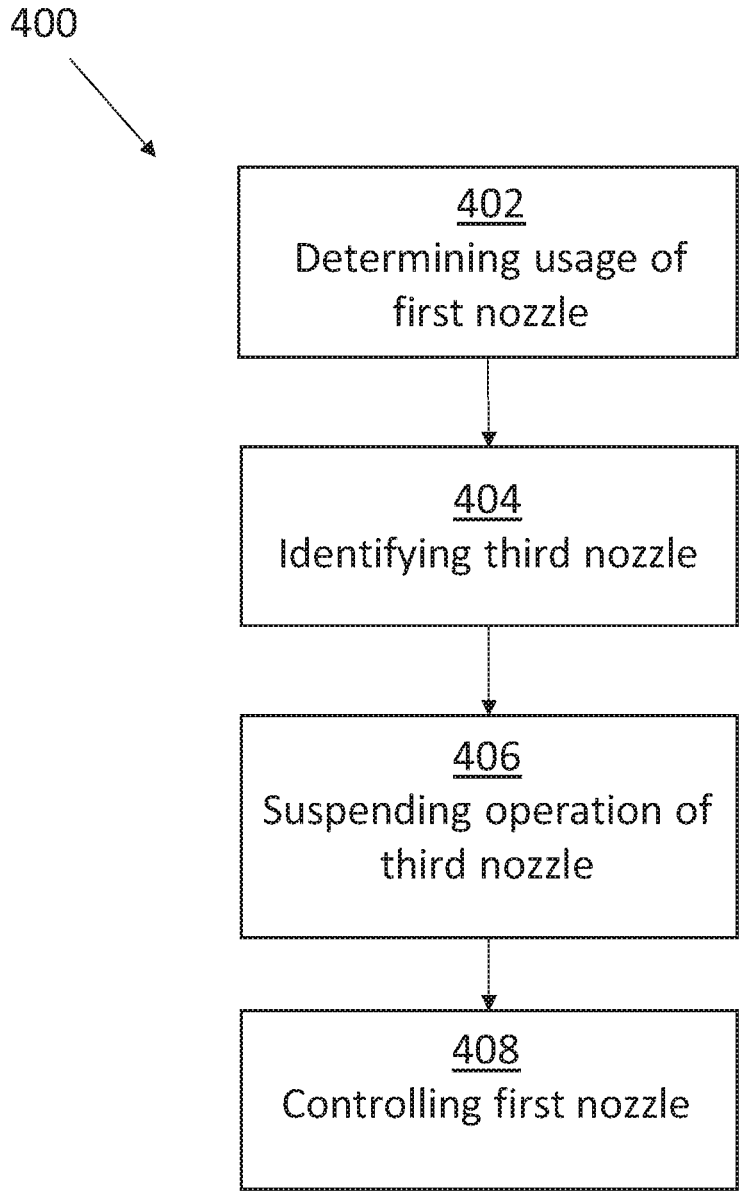 400
402
Determining usage of
first nozzle
404
Identifying third nozzle
406
Suspending operation of
third nozzle
408
Controlling first nozzle